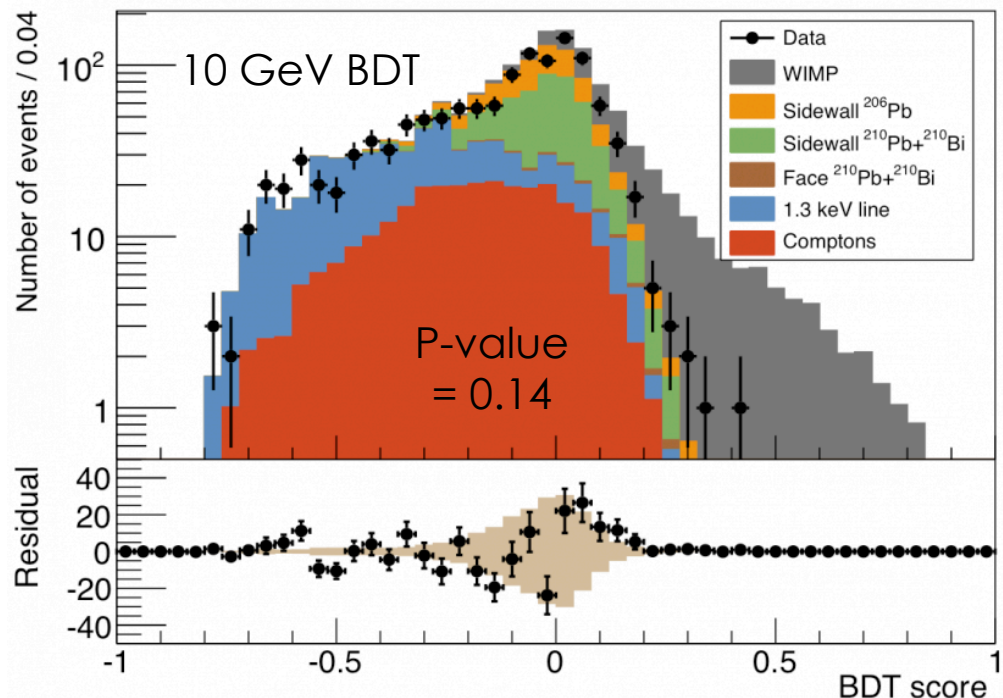 Number of events / 0.04
10²
10
1
10 GeV BDT
P-value
= 0.14
Data
WIMP
Sidewall ²⁰⁶Pb
Sidewall ²¹⁰Pb+²¹⁰Bi
Face ²¹⁰Pb+²¹⁰Bi
1.3 keV line
Comptons
Residual
40
20
0
-20
-40
-1
-0.5
0
0.5
1
BDT score